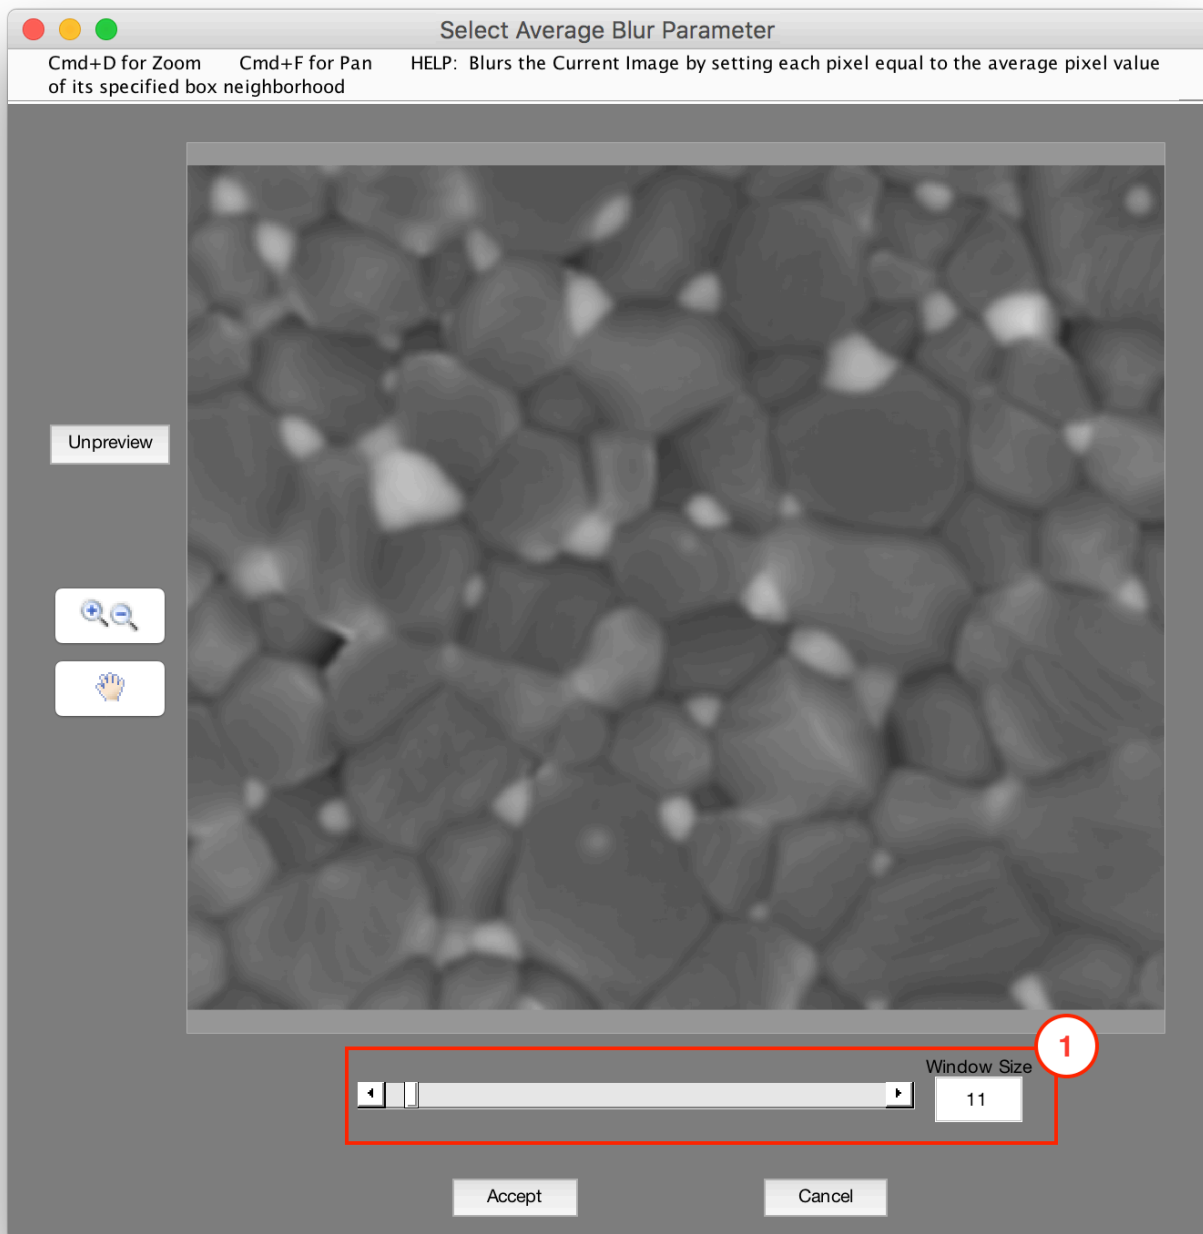 Select Average Blur Parameter
Cmd+D for Zoom Cmd+F for Pan HELP: Blurs the Current Image by setting each pixel equal to the average pixel value
of its specified box neighborhood
Unpreview
1
Window Size
11
Accept Cancel